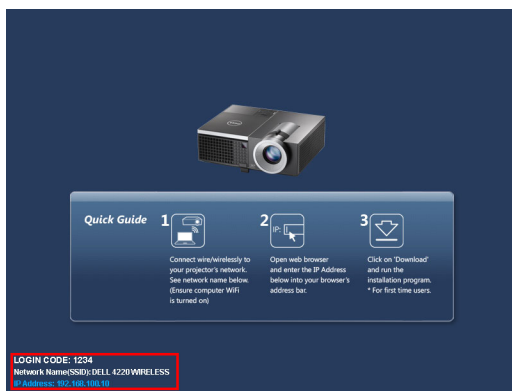 Quick Guide
1
Connect wire/wirelessly to
your projector's network.
See network name below.
(Ensure computer WiFi
is turned on)
2
IP:
Open web browser
and enter the IP Address
below into your browser's
address bar.
3
Click on 'Download'
and run the
installation program.
* For first time users.
LOGIN CODE: 1234
Network Name(SSID): DELL 4220 WIRELESS
IP Address: 192.168.100.10